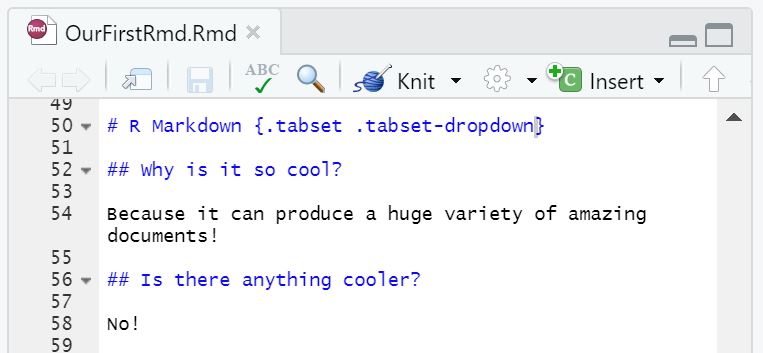 Rmd OurFirstRmd.Rmd
ABC Knit C Insert
49
50 # R Markdown {.tabset .tabset-dropdown}
51
52 ## Why is it so cool?
53
54 Because it can produce a huge variety of amazing
documents!
55
56 ## Is there anything cooler?
57
58 No!
59